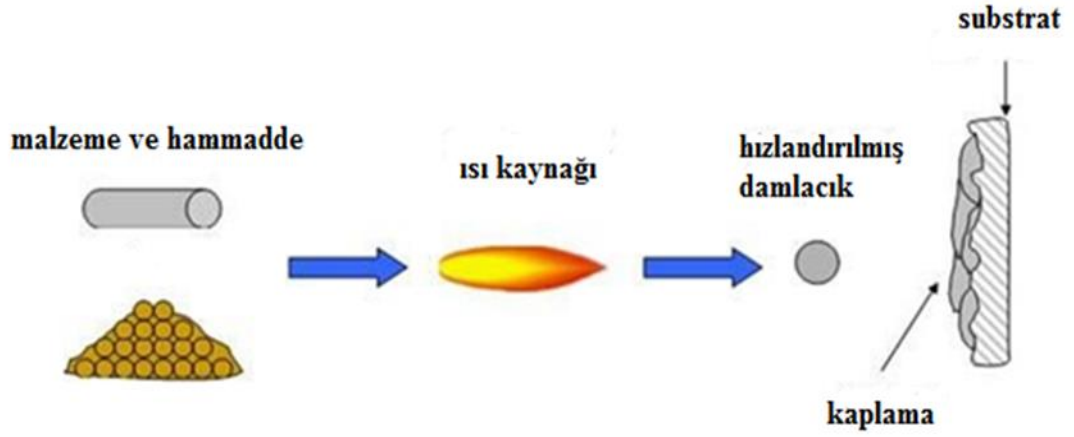 substrat
malzeme ve hammadde
ısı kaynağı
hızlandırılmış
damlacık
kaplama